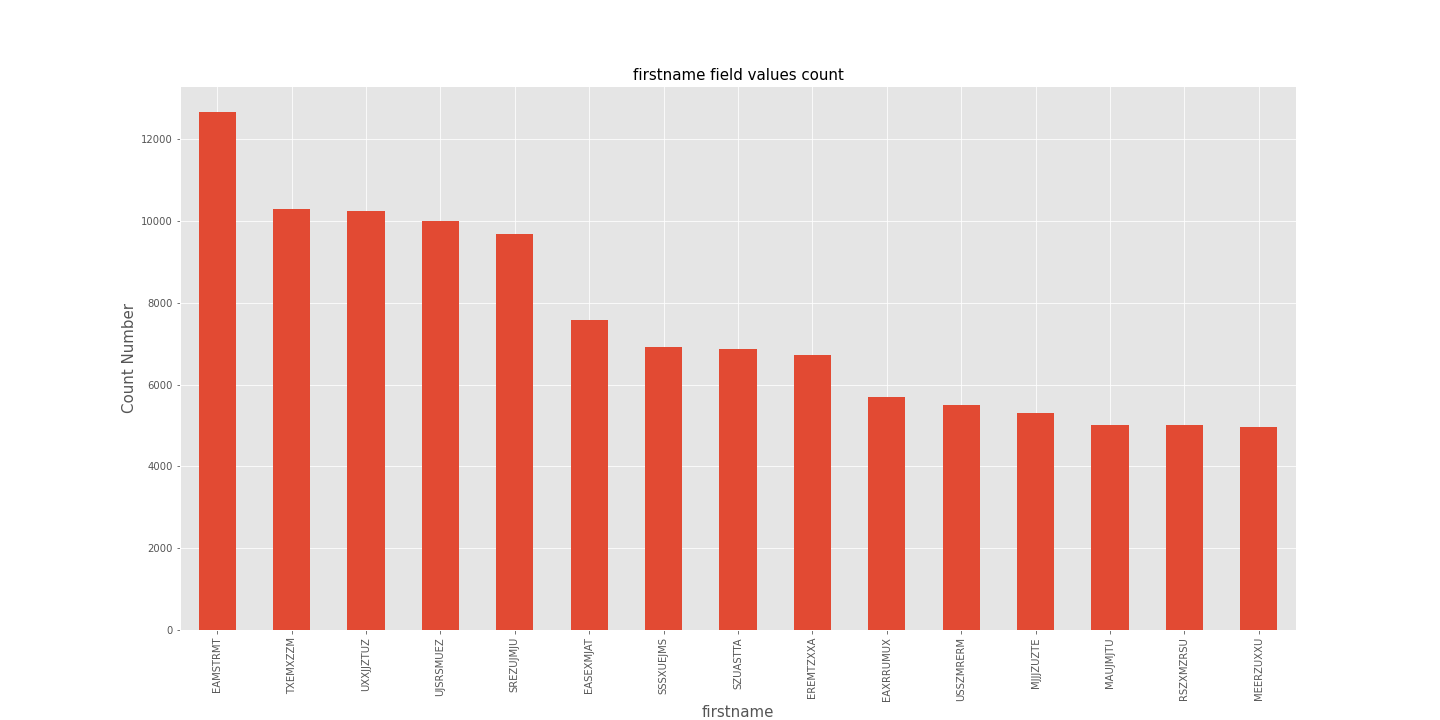 firstname field values count
Count Number
12000
10000
8000
6000
4000
2000
0
EAMSTRMT
TXEMXZZM
UXXJJZTUZ
UJSRSMUEZ
SREZUJMJU
EASEXMJAT
SSSXUEJMS
SZUASTTA
EREMTZXXA
EAXRRUMUX
USSZMRERM
MJJJZUZTE
MAUJMJTU
RSZXMZRSU
MEERZUXXU
firstname